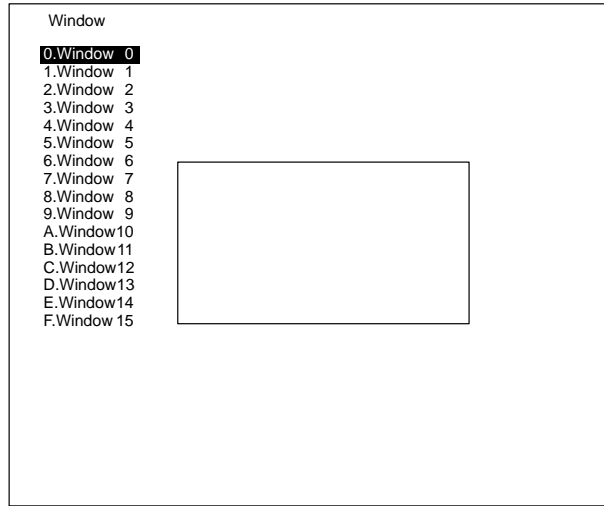 Window
0.Window 0
1.Window 1
2.Window 2
3.Window 3
4.Window 4
5.Window 5
6.Window 6
7.Window 7
8.Window 8
9.Window 9
A.Window10
B.Window11
C.Window12
D.Window13
E.Window14
F.Window 15